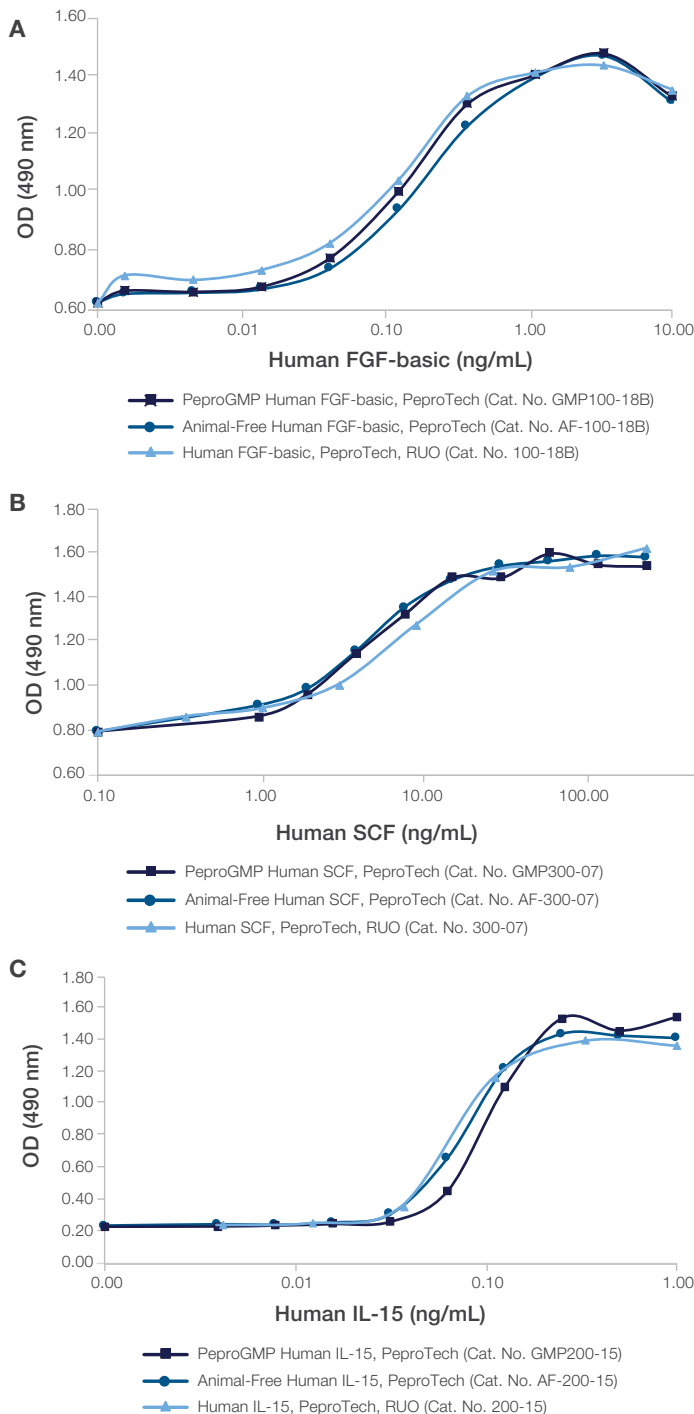 A
1.60
1.40
1.20
1.00
0.80
0.60
OD (490 nm)
0.00 0.01 0.10 1.00 10.00
Human FGF-basic (ng/mL)
PeproGMP Human FGF-basic, PeproTech (Cat. No. GMP100-18B)
Animal-Free Human FGF-basic, PeproTech (Cat. No. AF-100-18B)
Human FGF-basic, PeproTech, RUO (Cat. No. 100-18B)
B
1.80
1.60
1.40
1.20
1.00
0.80
0.60
OD (490 nm)
0.10 1.00 10.00 100.00
Human SCF (ng/mL)
PeproGMP Human SCF, PeproTech (Cat. No. GMP300-07)
Animal-Free Human SCF, PeproTech (Cat. No. AF-300-07)
Human SCF, PeproTech, RUO (Cat. No. 300-07)
C
1.80
1.60
1.40
1.20
1.00
0.80
0.60
0.40
0.20
0.00
OD (490 nm)
0.00 0.01 0.10 1.00
Human IL-15 (ng/mL)
PeproGMP Human IL-15, PeproTech (Cat. No. GMP200-15)
Animal-Free Human IL-15, PeproTech (Cat. No. AF-200-15)
Human IL-15, PeproTech, RUO (Cat. No. 200-15)